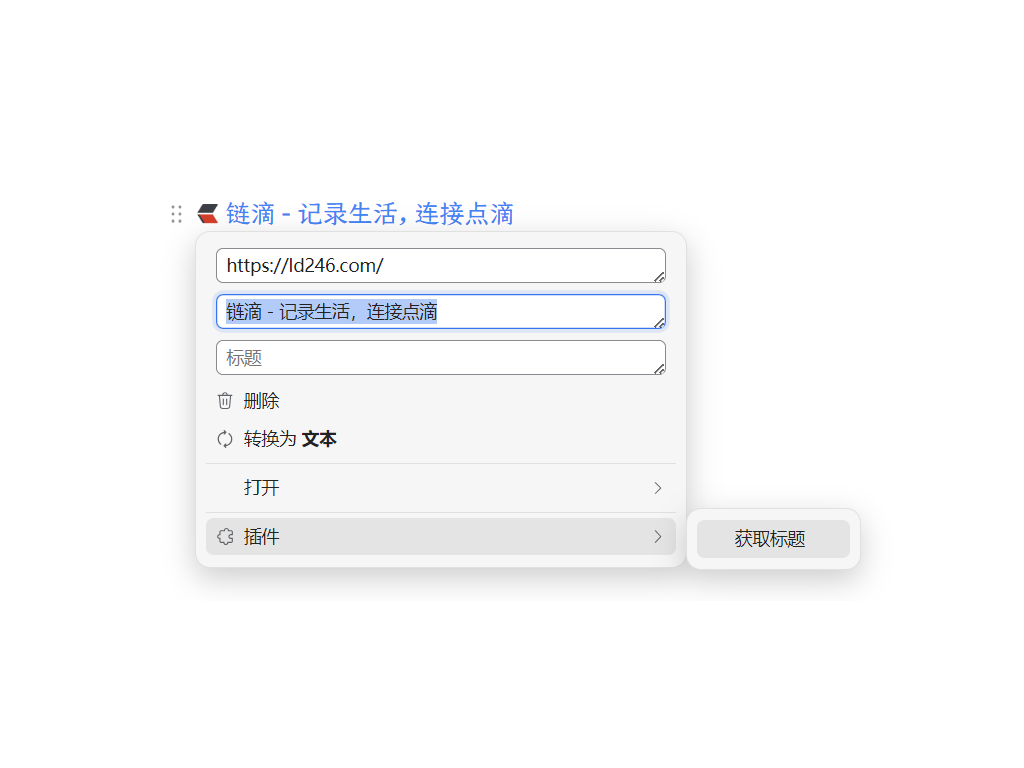 链滴 - 记录生活，连接点滴
https://ld246.com/
链滴 - 记录生活，连接点滴
标题
删除
转换为 文本
打开
插件
获取标题